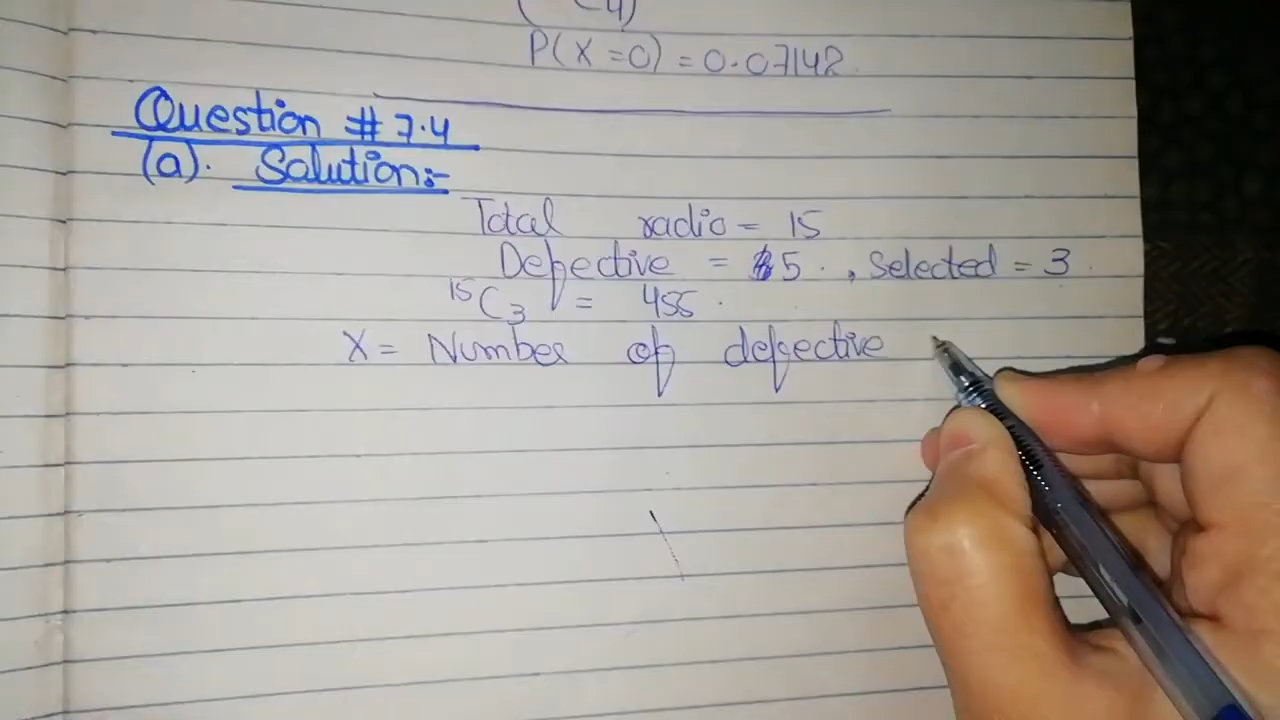 P(X=0) = 0.07142
Question # 7.4
(a). Solution:-
Total radio = 15
Defective = 5. , Selected = 3.
15C3 = 455.
X = Number of defective